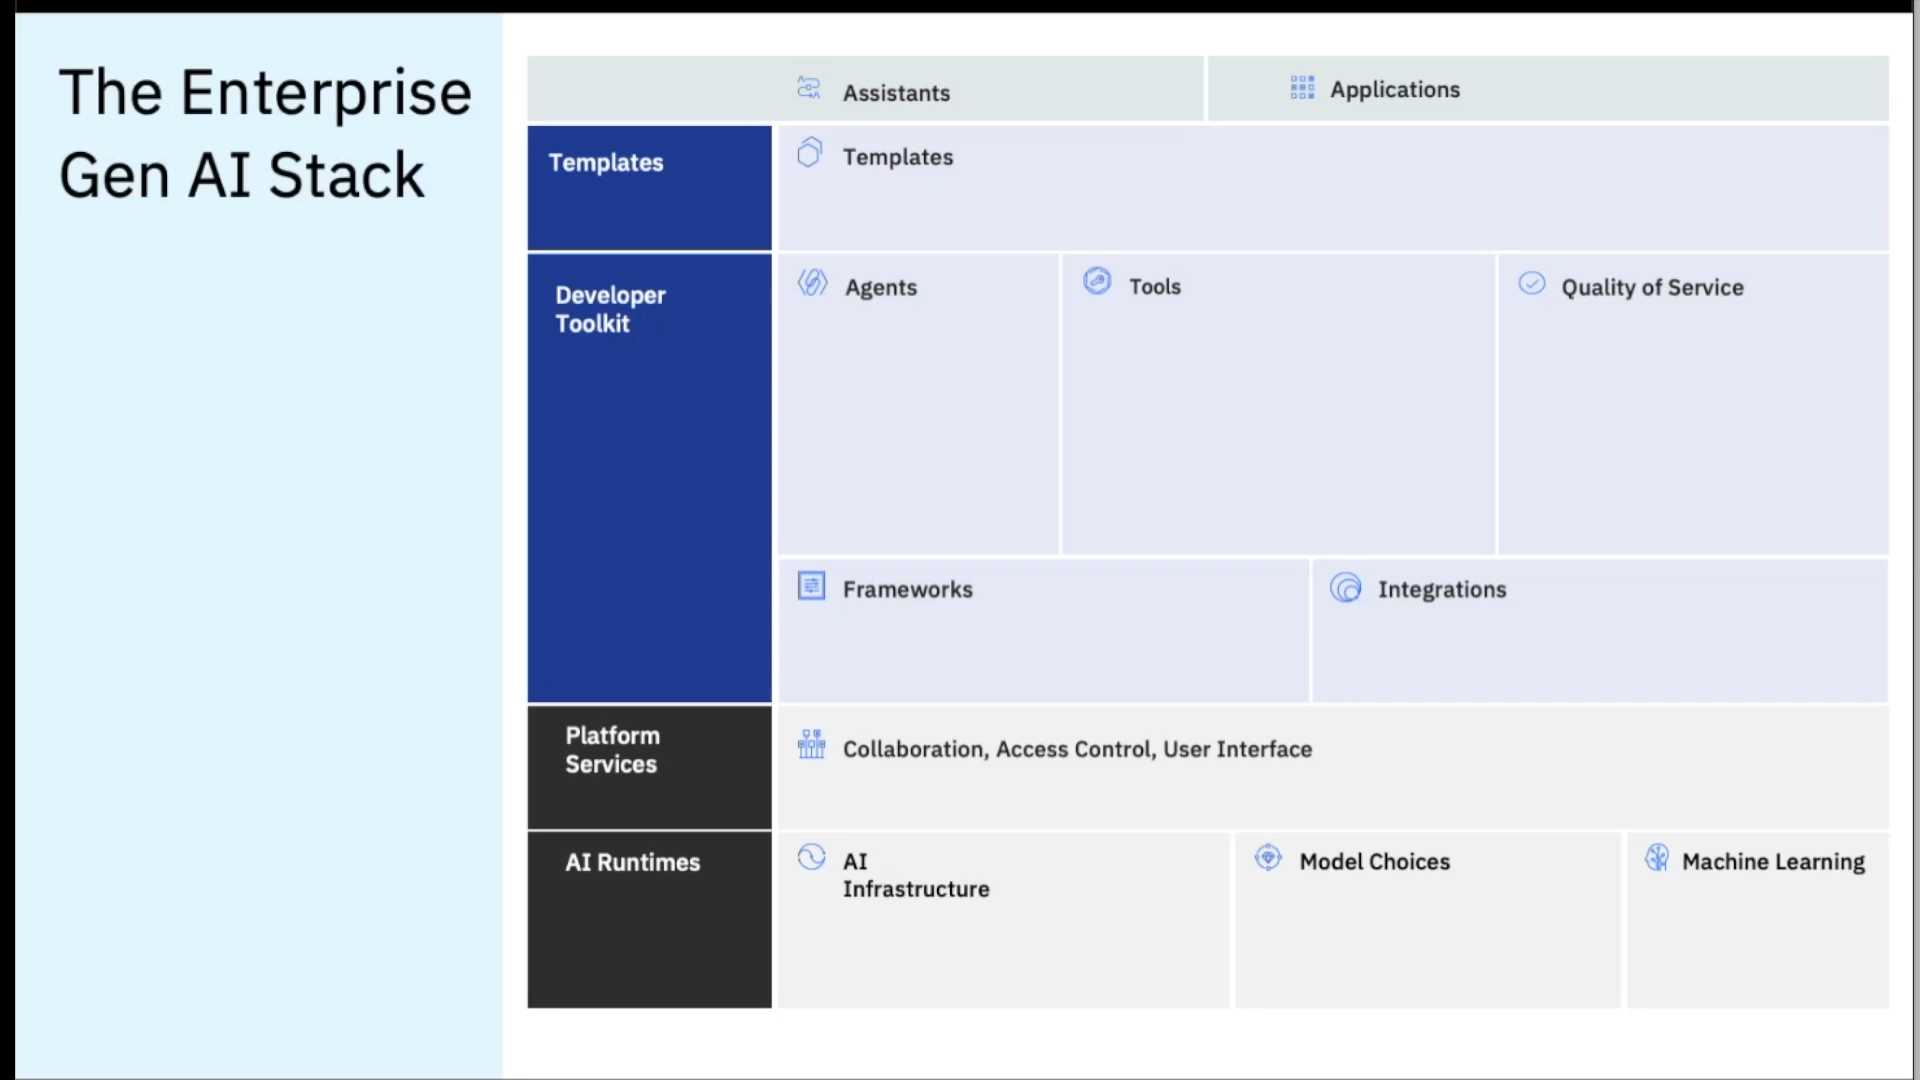 The Enterprise
Gen AI Stack
Assistants
Applications
Templates
Templates
Developer
Toolkit
Agents
Tools
Quality of Service
Frameworks
Integrations
Platform
Services
Collaboration, Access Control, User Interface
AI Runtimes
AI
Infrastructure
Model Choices
Machine Learning